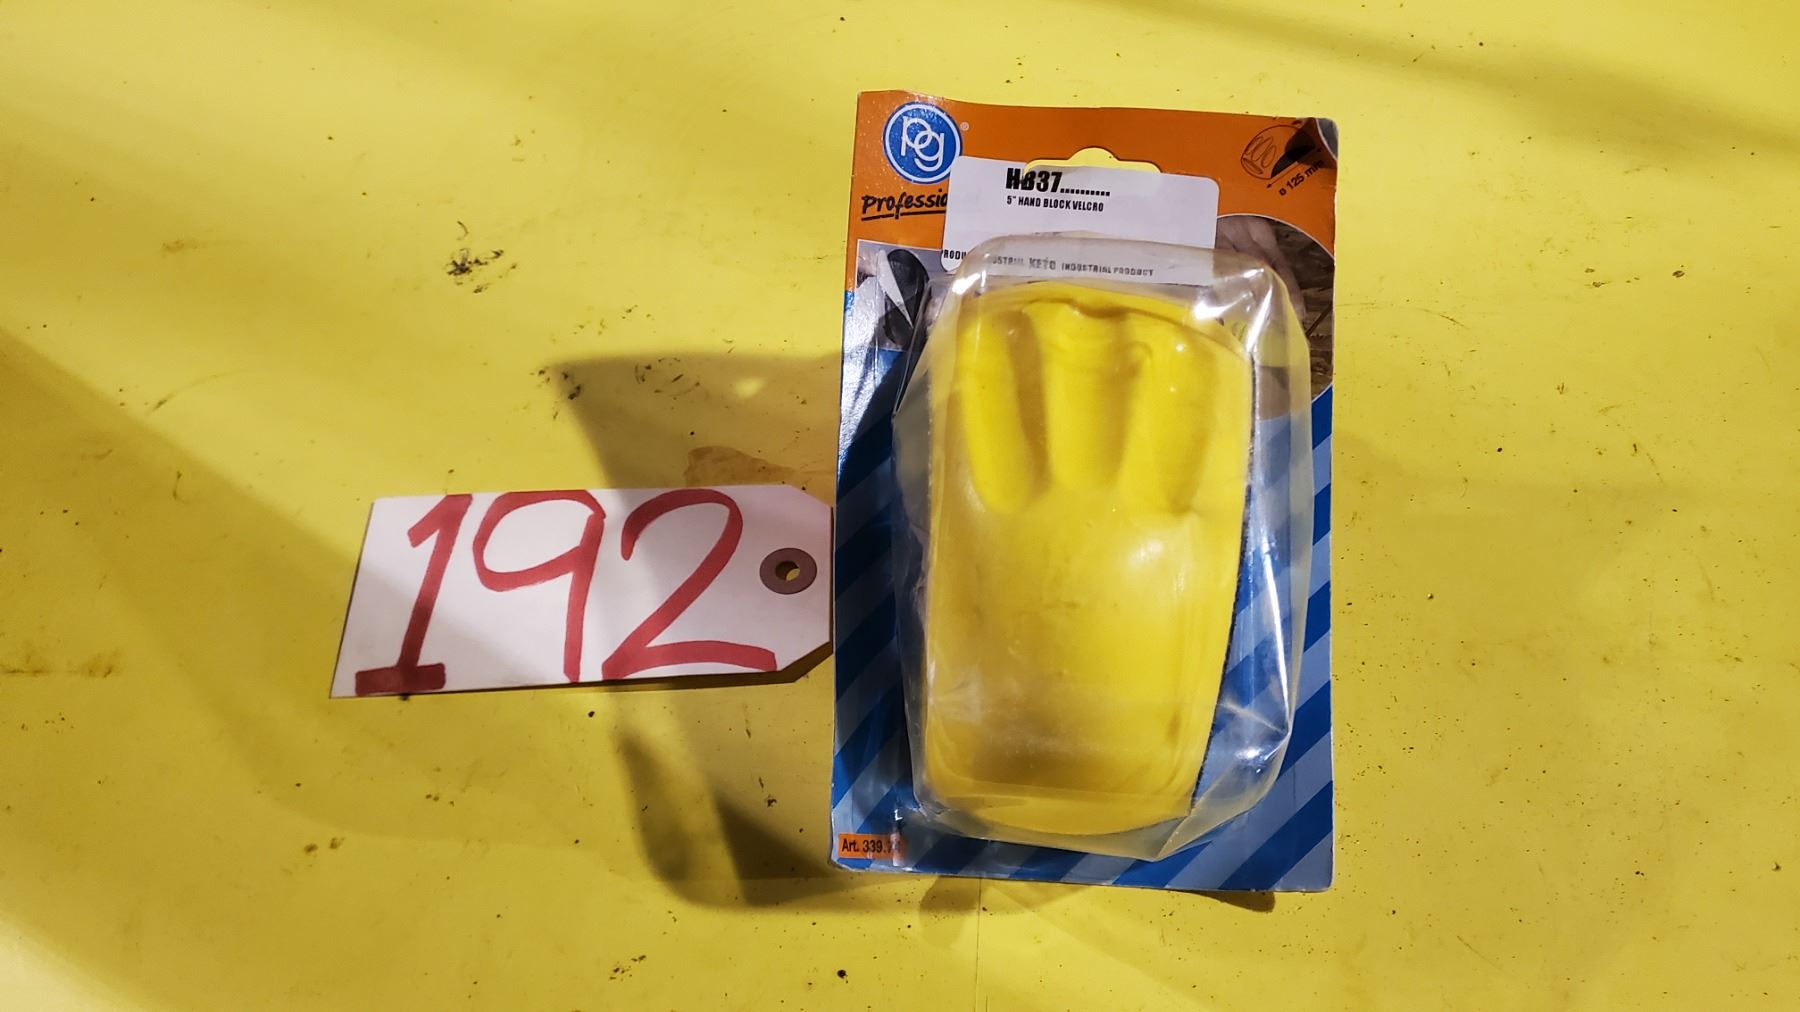 192
pg
®
Professio
ø 125 mm
HB37..........
5" HAND BLOCK VELCRO
KETO INDUSTRIAL PRODUCT
Art. 339.